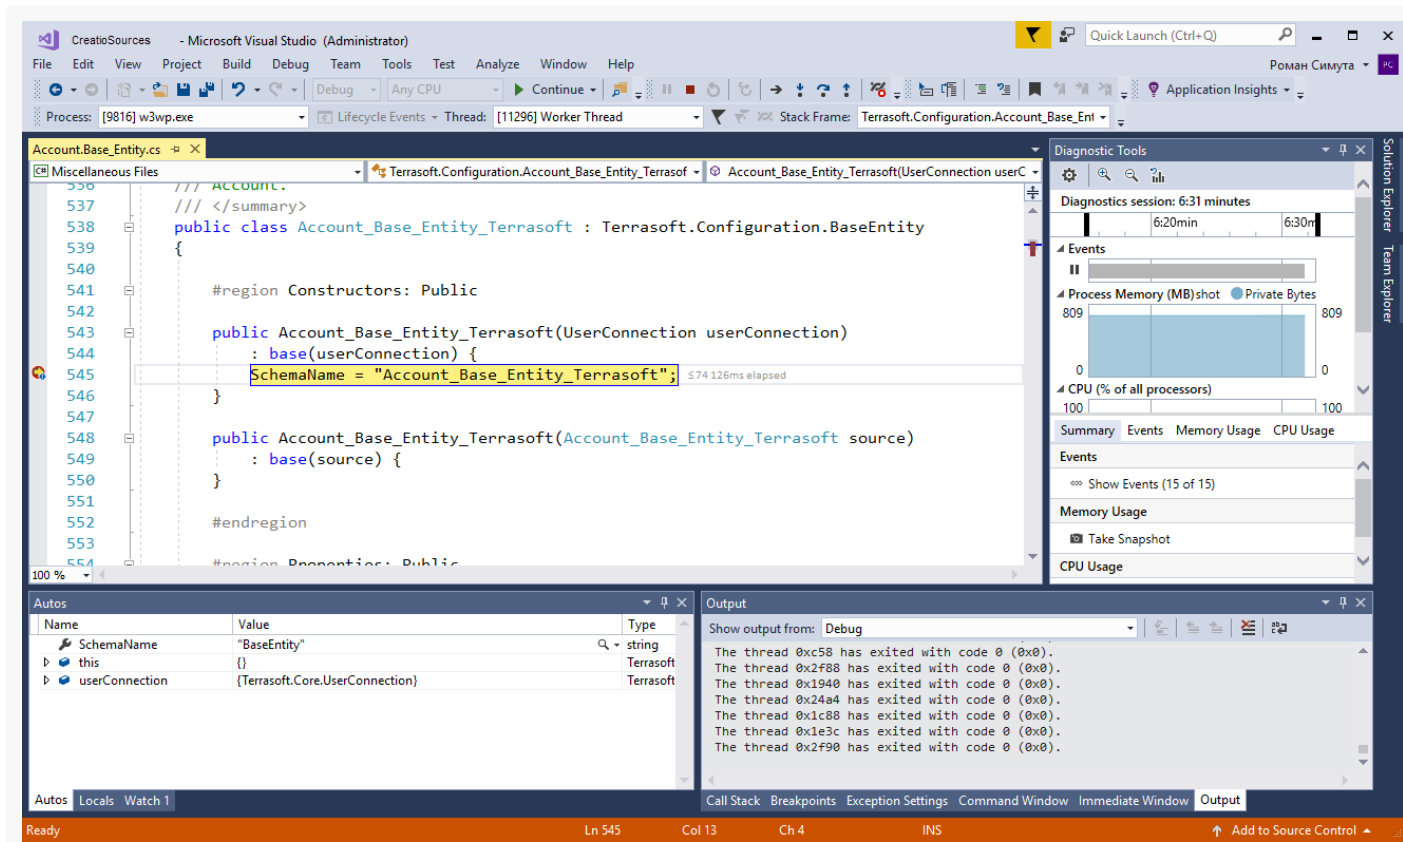 CreatioSources - Microsoft Visual Studio (Administrator)
Quick Launch (Ctrl+Q)
File Edit View Project Build Debug Team Tools Test Analyze Window Help
Роман Симута
РС
Debug Any CPU Continue Application Insights
Process: [9816] w3wp.exe Lifecycle Events Thread: [11296] Worker Thread Stack Frame: Terrasoft.Configuration.Account_Base_Ent
Account.Base_Entity.cs
C# Miscellaneous Files Terrasoft.Configuration.Account_Base_Entity_Terrasof Account_Base_Entity_Terrasoft(UserConnection userC
536 /// Account.
537 /// </summary>
538 public class Account_Base_Entity_Terrasoft : Terrasoft.Configuration.BaseEntity
539 {
540
541 #region Constructors: Public
542
543 public Account_Base_Entity_Terrasoft(UserConnection userConnection)
544 : base(userConnection) {
545 SchemaName = "Account_Base_Entity_Terrasoft"; ≤74 126ms elapsed
546 }
547
548 public Account_Base_Entity_Terrasoft(Account_Base_Entity_Terrasoft source)
549 : base(source) {
550 }
551
552 #endregion
553
554 #region Properties: Public
100 %
Diagnostic Tools
Diagnostics session: 6:31 minutes
6:20min 6:30m
Events
Process Memory (MB)shot Private Bytes
809 809
0 0
CPU (% of all processors)
100 100
Summary Events Memory Usage CPU Usage
Events
Show Events (15 of 15)
Memory Usage
Take Snapshot
CPU Usage
Solution Explorer
Team Explorer
Autos
Name Value Type
SchemaName "BaseEntity" string
this {} Terrasoft
userConnection {Terrasoft.Core.UserConnection} Terrasoft
Autos Locals Watch 1
Output
Show output from: Debug
The thread 0xc58 has exited with code 0 (0x0).
The thread 0x2f88 has exited with code 0 (0x0).
The thread 0x1940 has exited with code 0 (0x0).
The thread 0x24a4 has exited with code 0 (0x0).
The thread 0x1c88 has exited with code 0 (0x0).
The thread 0x1e3c has exited with code 0 (0x0).
The thread 0x2f90 has exited with code 0 (0x0).
Call Stack Breakpoints Exception Settings Command Window Immediate Window Output
Ready Ln 545 Col 13 Ch 4 INS Add to Source Control